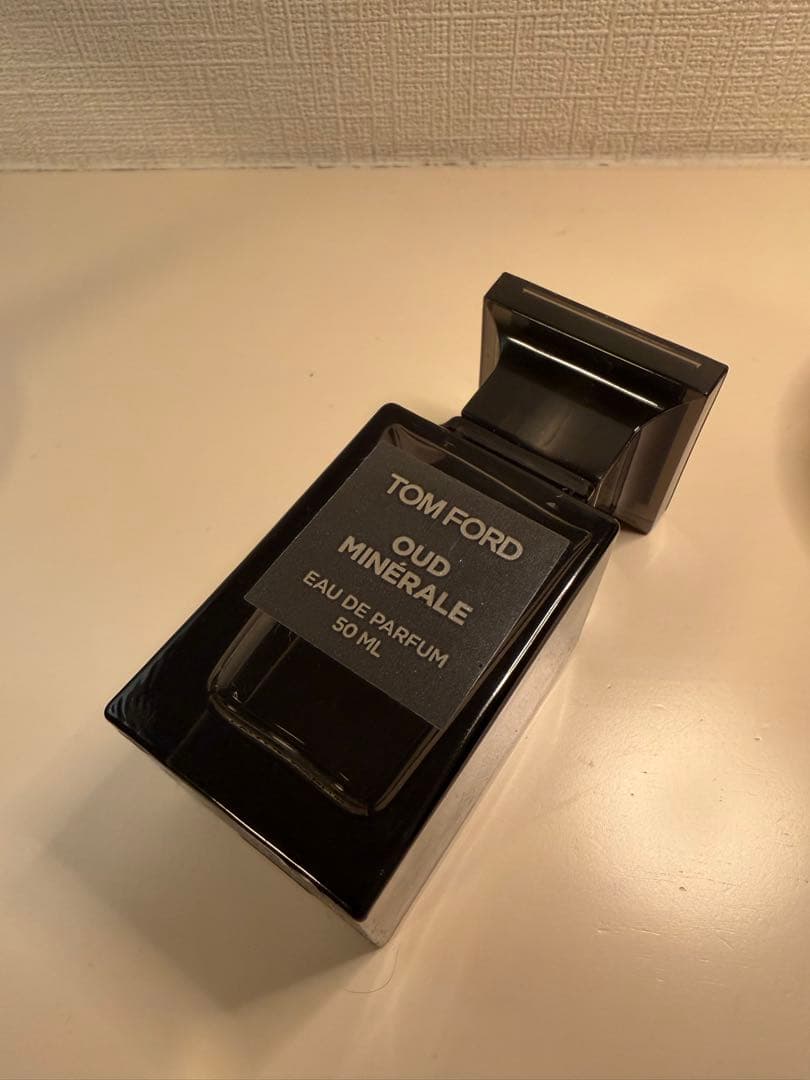 TOM FORD
OUD
MINÉRALE
EAU DE PARFUM
50 ML